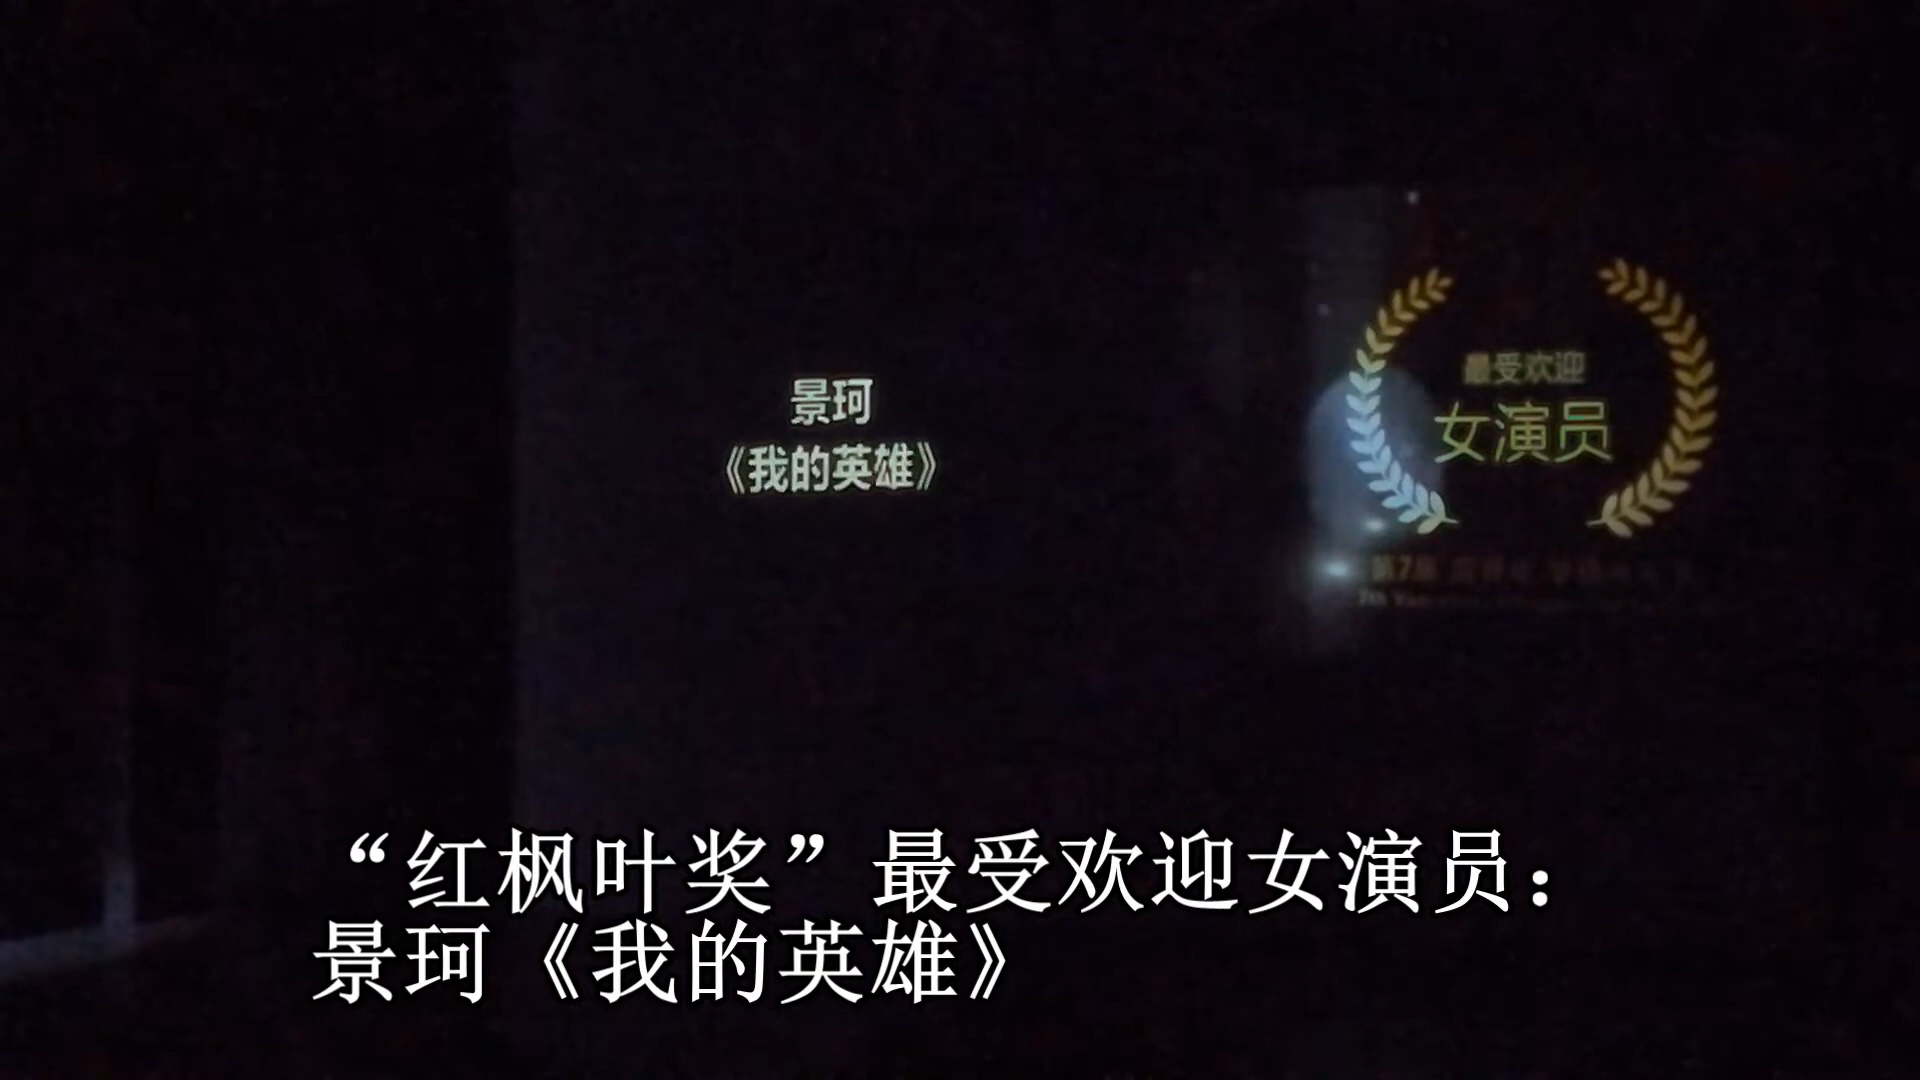 景珂
《我的英雄》
最受欢迎
女演员
第7届
7th
“红枫叶奖”最受欢迎女演员：
景珂《我的英雄》